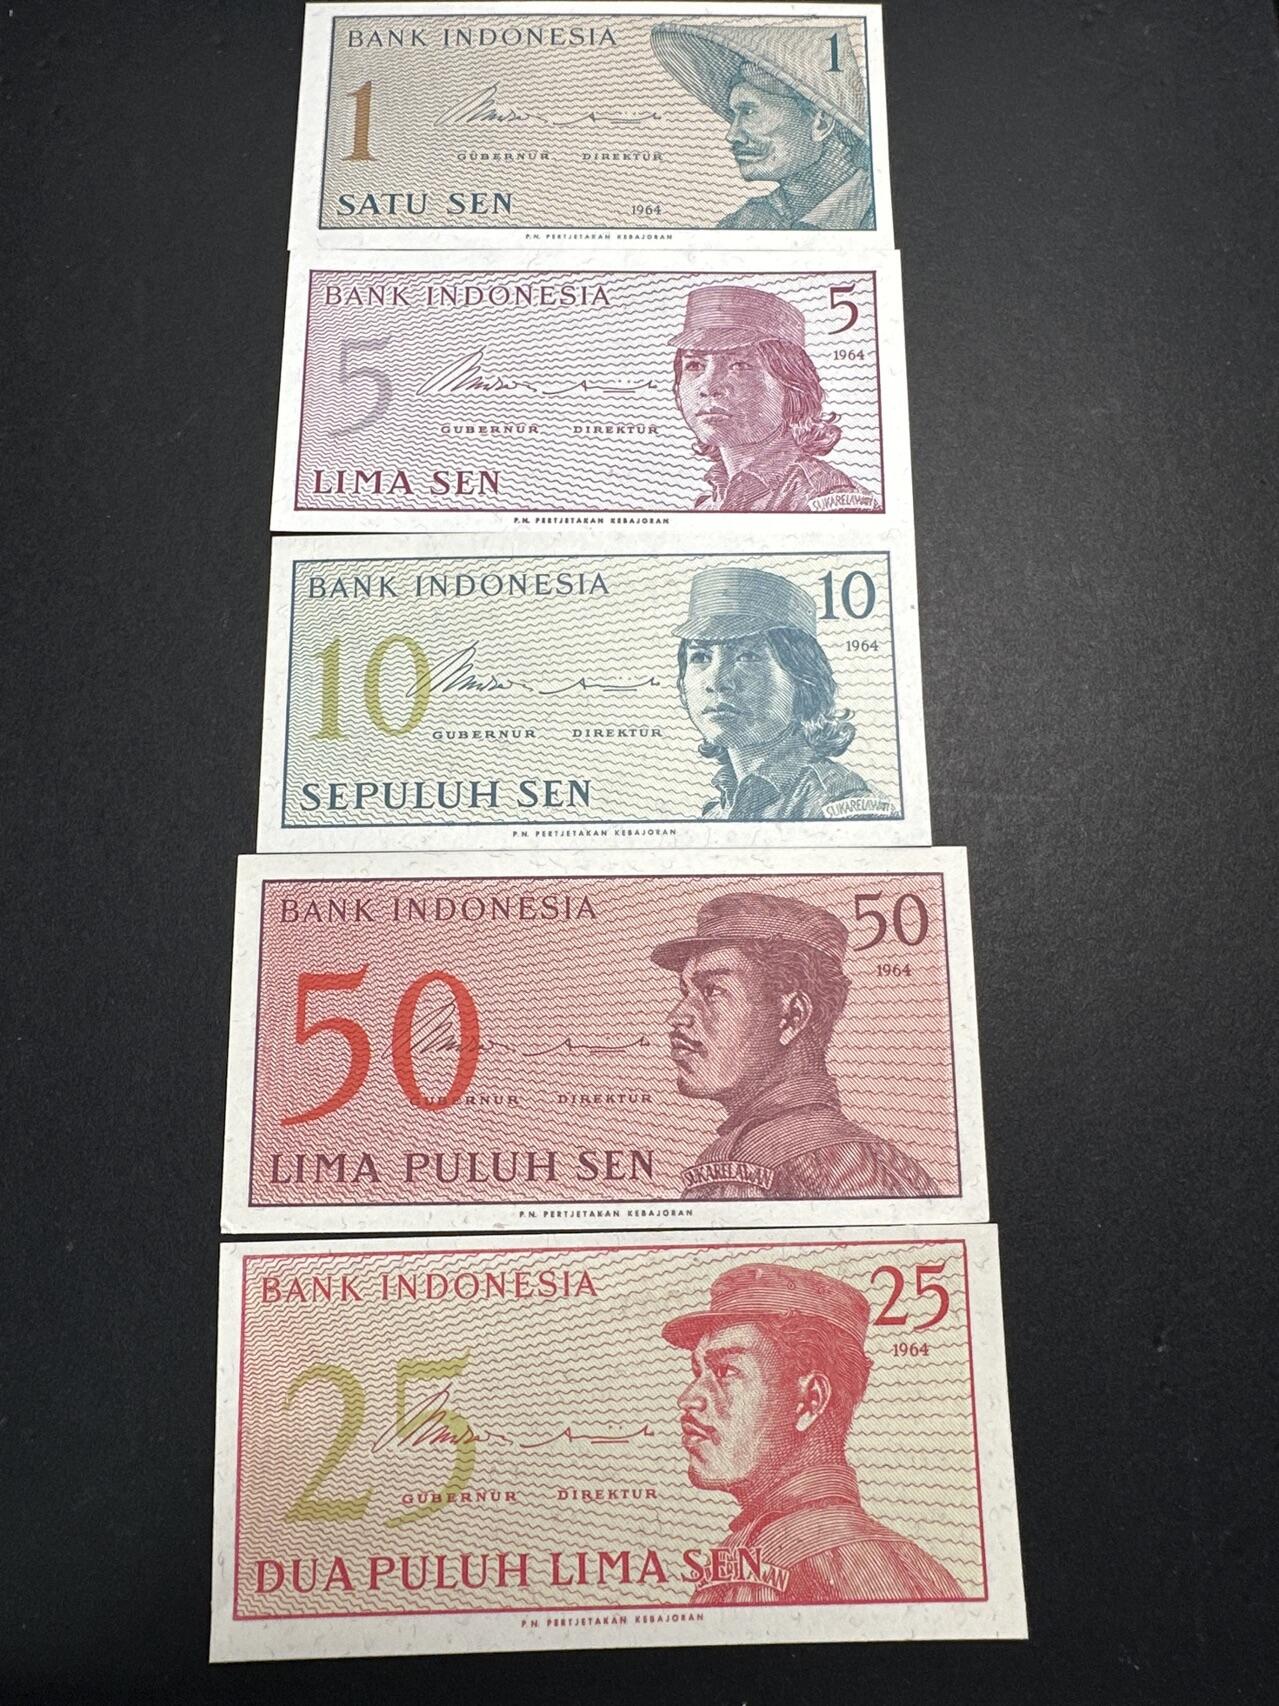 BANK INDONESIA
1
1
GUBERNUR DIREKTUR
SATU SEN
1964
P.N. PERTJETAKAN KEBAJORAN
BANK INDONESIA
5
1964
5
GUBERNUR DIREKTUR
LIMA SEN
SUKARELAWATI
P.N. PERTJETAKAN KEBAJORAN
BANK INDONESIA
10
1964
10
GUBERNUR DIREKTUR
SEPULUH SEN
SUKARELAWATI
P.N. PERTJETAKAN KEBAJORAN
BANK INDONESIA
50
1964
50
GUBERNUR DIREKTUR
LIMA PULUH SEN
SUKARELAWAN
P.N. PERTJETAKAN KEBAJORAN
BANK INDONESIA
25
1964
25
GUBERNUR DIREKTUR
DUA PULUH LIMA SEN
P.N. PERTJETAKAN KEBAJORAN